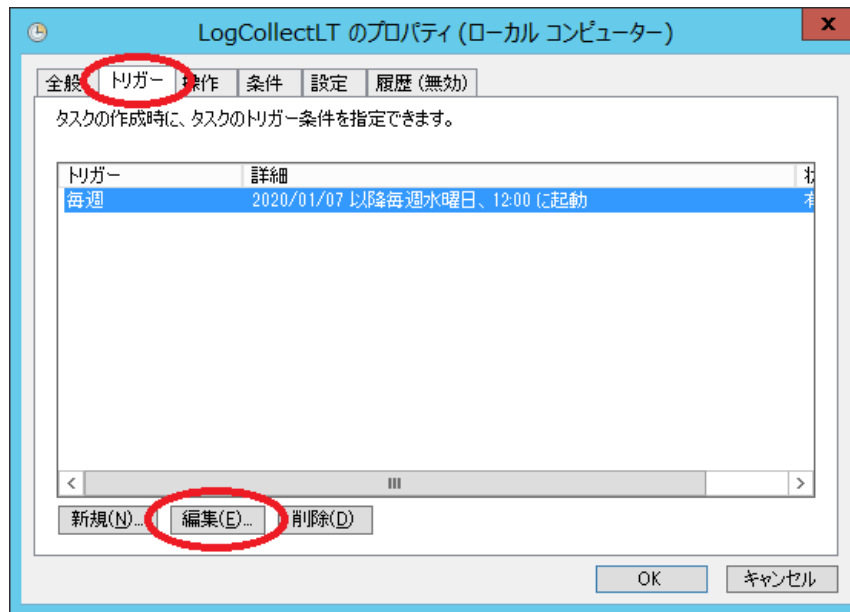 LogCollectLT のプロパティ (ローカル コンピューター)
x
全般 トリガー 操作 条件 設定 履歴 (無効)
タスクの作成時に、タスクのトリガー条件を指定できます。
トリガー 詳細
毎週 2020/01/07 以降毎週水曜日、12:00 に起動
新規(N)... 編集(E)... 削除(D)
OK キャンセル